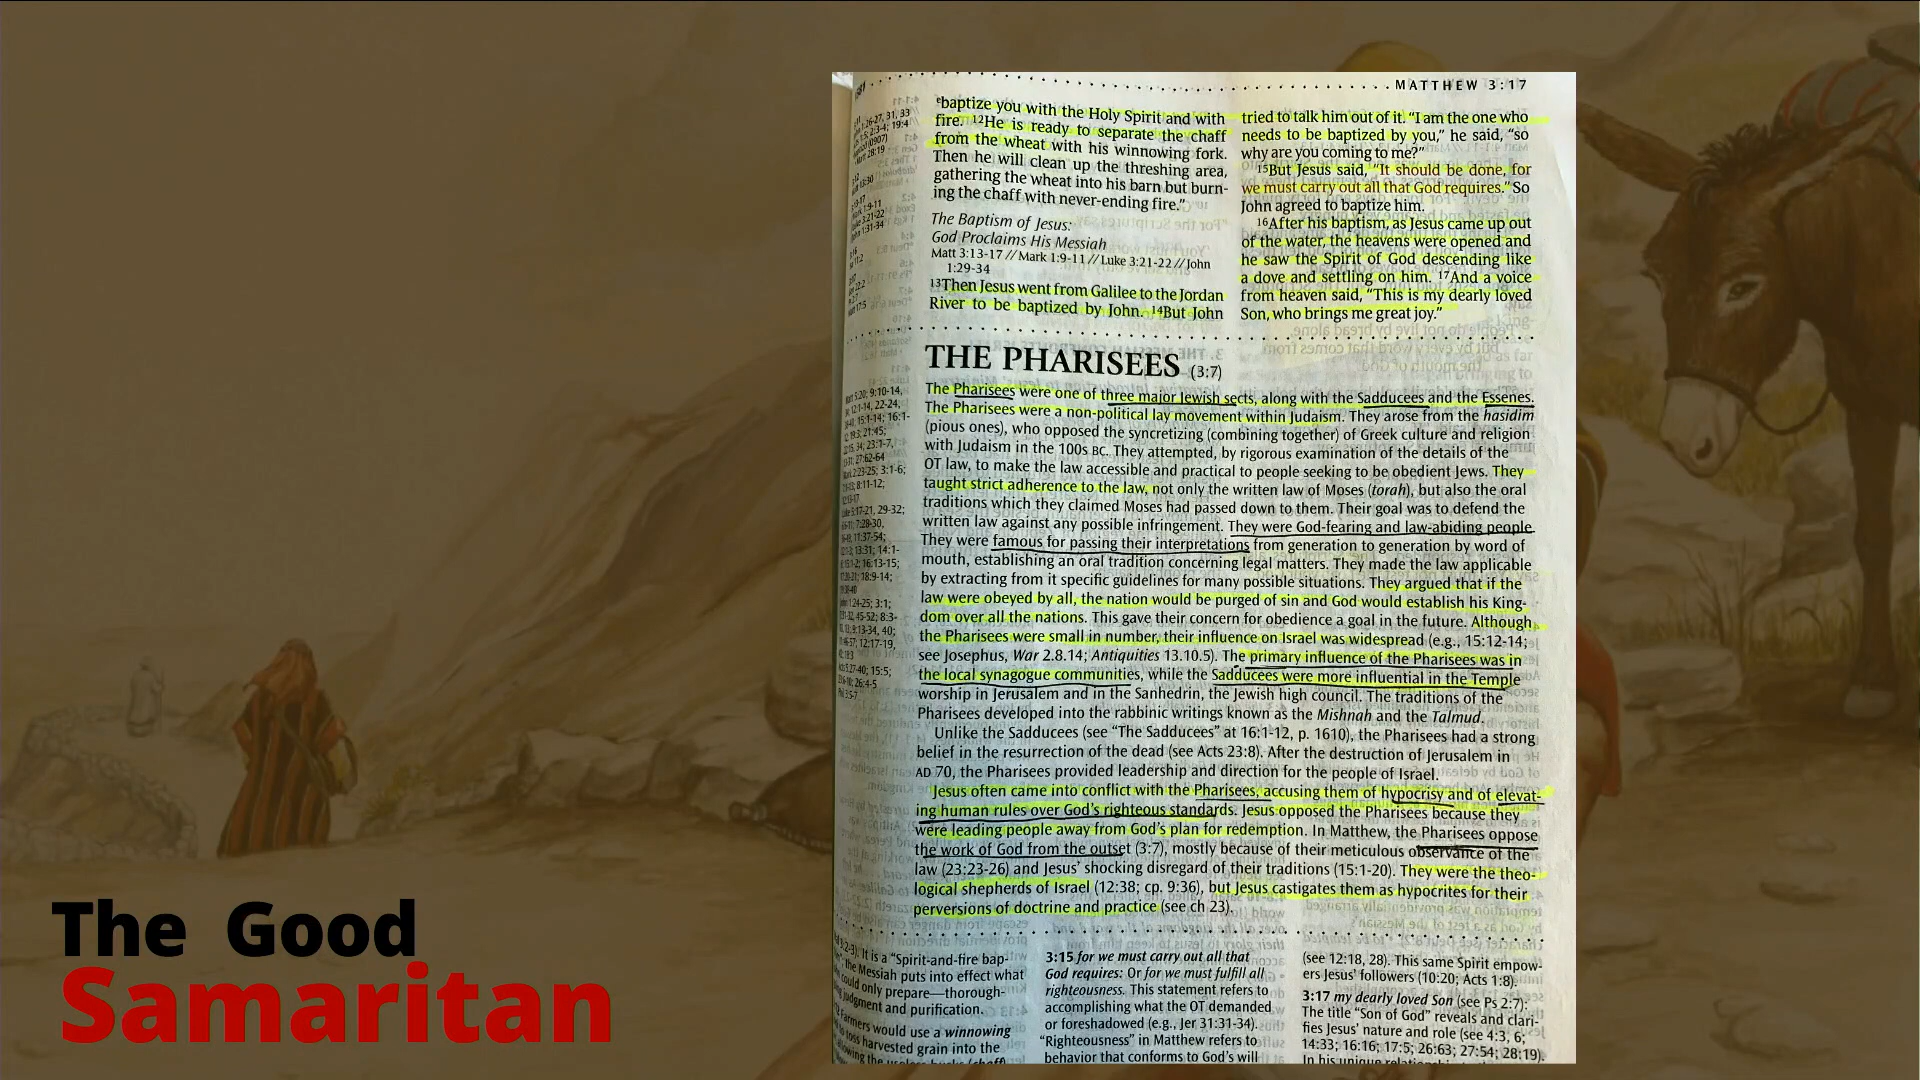 The Good
Samaritan
MATTHEW 3:17
baptize you with the Holy Spirit and with
fire. 12He is ready to separate the chaff
from the wheat with his winnowing fork.
Then he will clean up the threshing area,
gathering the wheat into his barn but burn-
ing the chaff with never-ending fire."
The Baptism of Jesus:
God Proclaims His Messiah
Matt 3:13-17 // Mark 1:9-11 // Luke 3:21-22 // John
1:29-34
13Then Jesus went from Galilee to the Jordan
River to be baptized by John. 14But John
tried to talk him out of it. "I am the one who
needs to be baptized by you," he said, "so
why are you coming to me?"
15But Jesus said, "It should be done, for
we must carry out all that God requires." So
John agreed to baptize him.
16After his baptism, as Jesus came up out
of the water, the heavens were opened and
he saw the Spirit of God descending like
a dove and settling on him. 17And a voice
from heaven said, "This is my dearly loved
Son, who brings me great joy."
THE PHARISEES (3:7)
The Pharisees were one of three major Jewish sects, along with the Sadducees and the Essenes.
The Pharisees were a non-political lay movement within Judaism. They arose from the hasidim
(pious ones), who opposed the syncretizing (combining together) of Greek culture and religion
with Judaism in the 100s BC. They attempted, by rigorous examination of the details of the
OT law, to make the law accessible and practical to people seeking to be obedient Jews. They
taught strict adherence to the law, not only the written law of Moses (torah), but also the oral
traditions which they claimed Moses had passed down to them. Their goal was to defend the
written law against any possible infringement. They were God-fearing and law-abiding people.
They were famous for passing their interpretations from generation to generation by word of
mouth, establishing an oral tradition concerning legal matters. They made the law applicable
by extracting from it specific guidelines for many possible situations. They argued that if the
law were obeyed by all, the nation would be purged of sin and God would establish his King-
dom over all the nations. This gave their concern for obedience a goal in the future. Although
the Pharisees were small in number, their influence on Israel was widespread (e.g., 15:12-14;
see Josephus, War 2.8.14; Antiquities 13.10.5). The primary influence of the Pharisees was in
the local synagogue communities, while the Sadducees were more influential in the Temple
worship in Jerusalem and in the Sanhedrin, the Jewish high council. The traditions of the
Pharisees developed into the rabbinic writings known as the Mishnah and the Talmud.
Unlike the Sadducees (see "The Sadducees" at 16:1-12, p. 1610), the Pharisees had a strong
belief in the resurrection of the dead (see Acts 23:8). After the destruction of Jerusalem in
AD 70, the Pharisees provided leadership and direction for the people of Israel.
Jesus often came into conflict with the Pharisees, accusing them of hypocrisy and of elevat-
ing human rules over God's righteous standards. Jesus opposed the Pharisees because they
were leading people away from God's plan for redemption. In Matthew, the Pharisees oppose
the work of God from the outset (3:7), mostly because of their meticulous observance of the
law (23:23-26) and Jesus' shocking disregard of their traditions (15:1-20). They were the theo-
logical shepherds of Israel (12:38; cp. 9:36), but Jesus castigates them as hypocrites for their
perversions of doctrine and practice (see ch 23).
It is a "Spirit-and-fire bap-
the Messiah puts into effect what
could only prepare—thorough-
judgment and purification.
Farmers would use a winnowing
harvested grain into the
3:15 for we must carry out all that
God requires: Or for we must fulfill all
righteousness. This statement refers to
accomplishing what the OT demanded
or foreshadowed (e.g., Jer 31:31-34).
"Righteousness" in Matthew refers to
behavior that conforms to God's will
(see 12:18, 28). This same Spirit empow-
ers Jesus' followers (10:20; Acts 1:8).
3:17 my dearly loved Son (see Ps 2:7):
The title "Son of God" reveals and clari-
fies Jesus' nature and role (see 4:3, 6;
14:33; 16:16; 17:5; 26:63; 27:54; 28:19).
In his unique